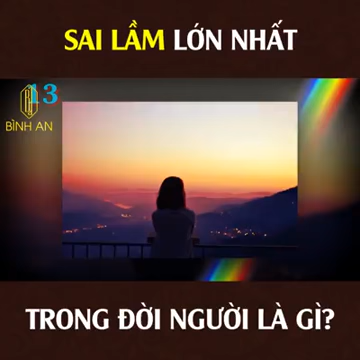 SAI LẦM LỚN NHẤT
13
BÌNH AN
TRONG ĐỜI NGƯỜI LÀ GÌ?